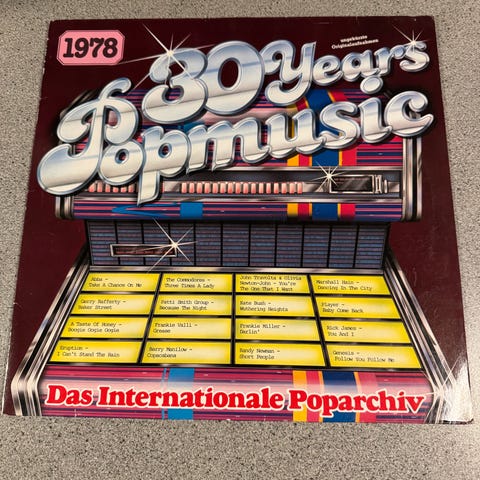 1978
ungekürzte
Originalaufnahmen
30 Years
Popmusic
Abba -
Take A Chance On Me
The Commodores -
Three Times A Lady
John Travolta & Olivia
Newton-John - You're
The One That I Want
Marshall Hain -
Dancing In The City
Gerry Rafferty -
Baker Street
Patti Smith Group -
Because The Night
Kate Bush -
Wuthering Heights
Player -
Baby Come Back
A Taste Of Honey -
Boogie Oogie Oogie
Frankie Valli -
Grease
Frankie Miller -
Darlin'
Rick James -
You And I
Eruption -
I Can't Stand The Rain
Barry Manilow -
Copacabana
Randy Newman -
Short People
Genesis -
Follow You Follow Me
Das Internationale Poparchiv